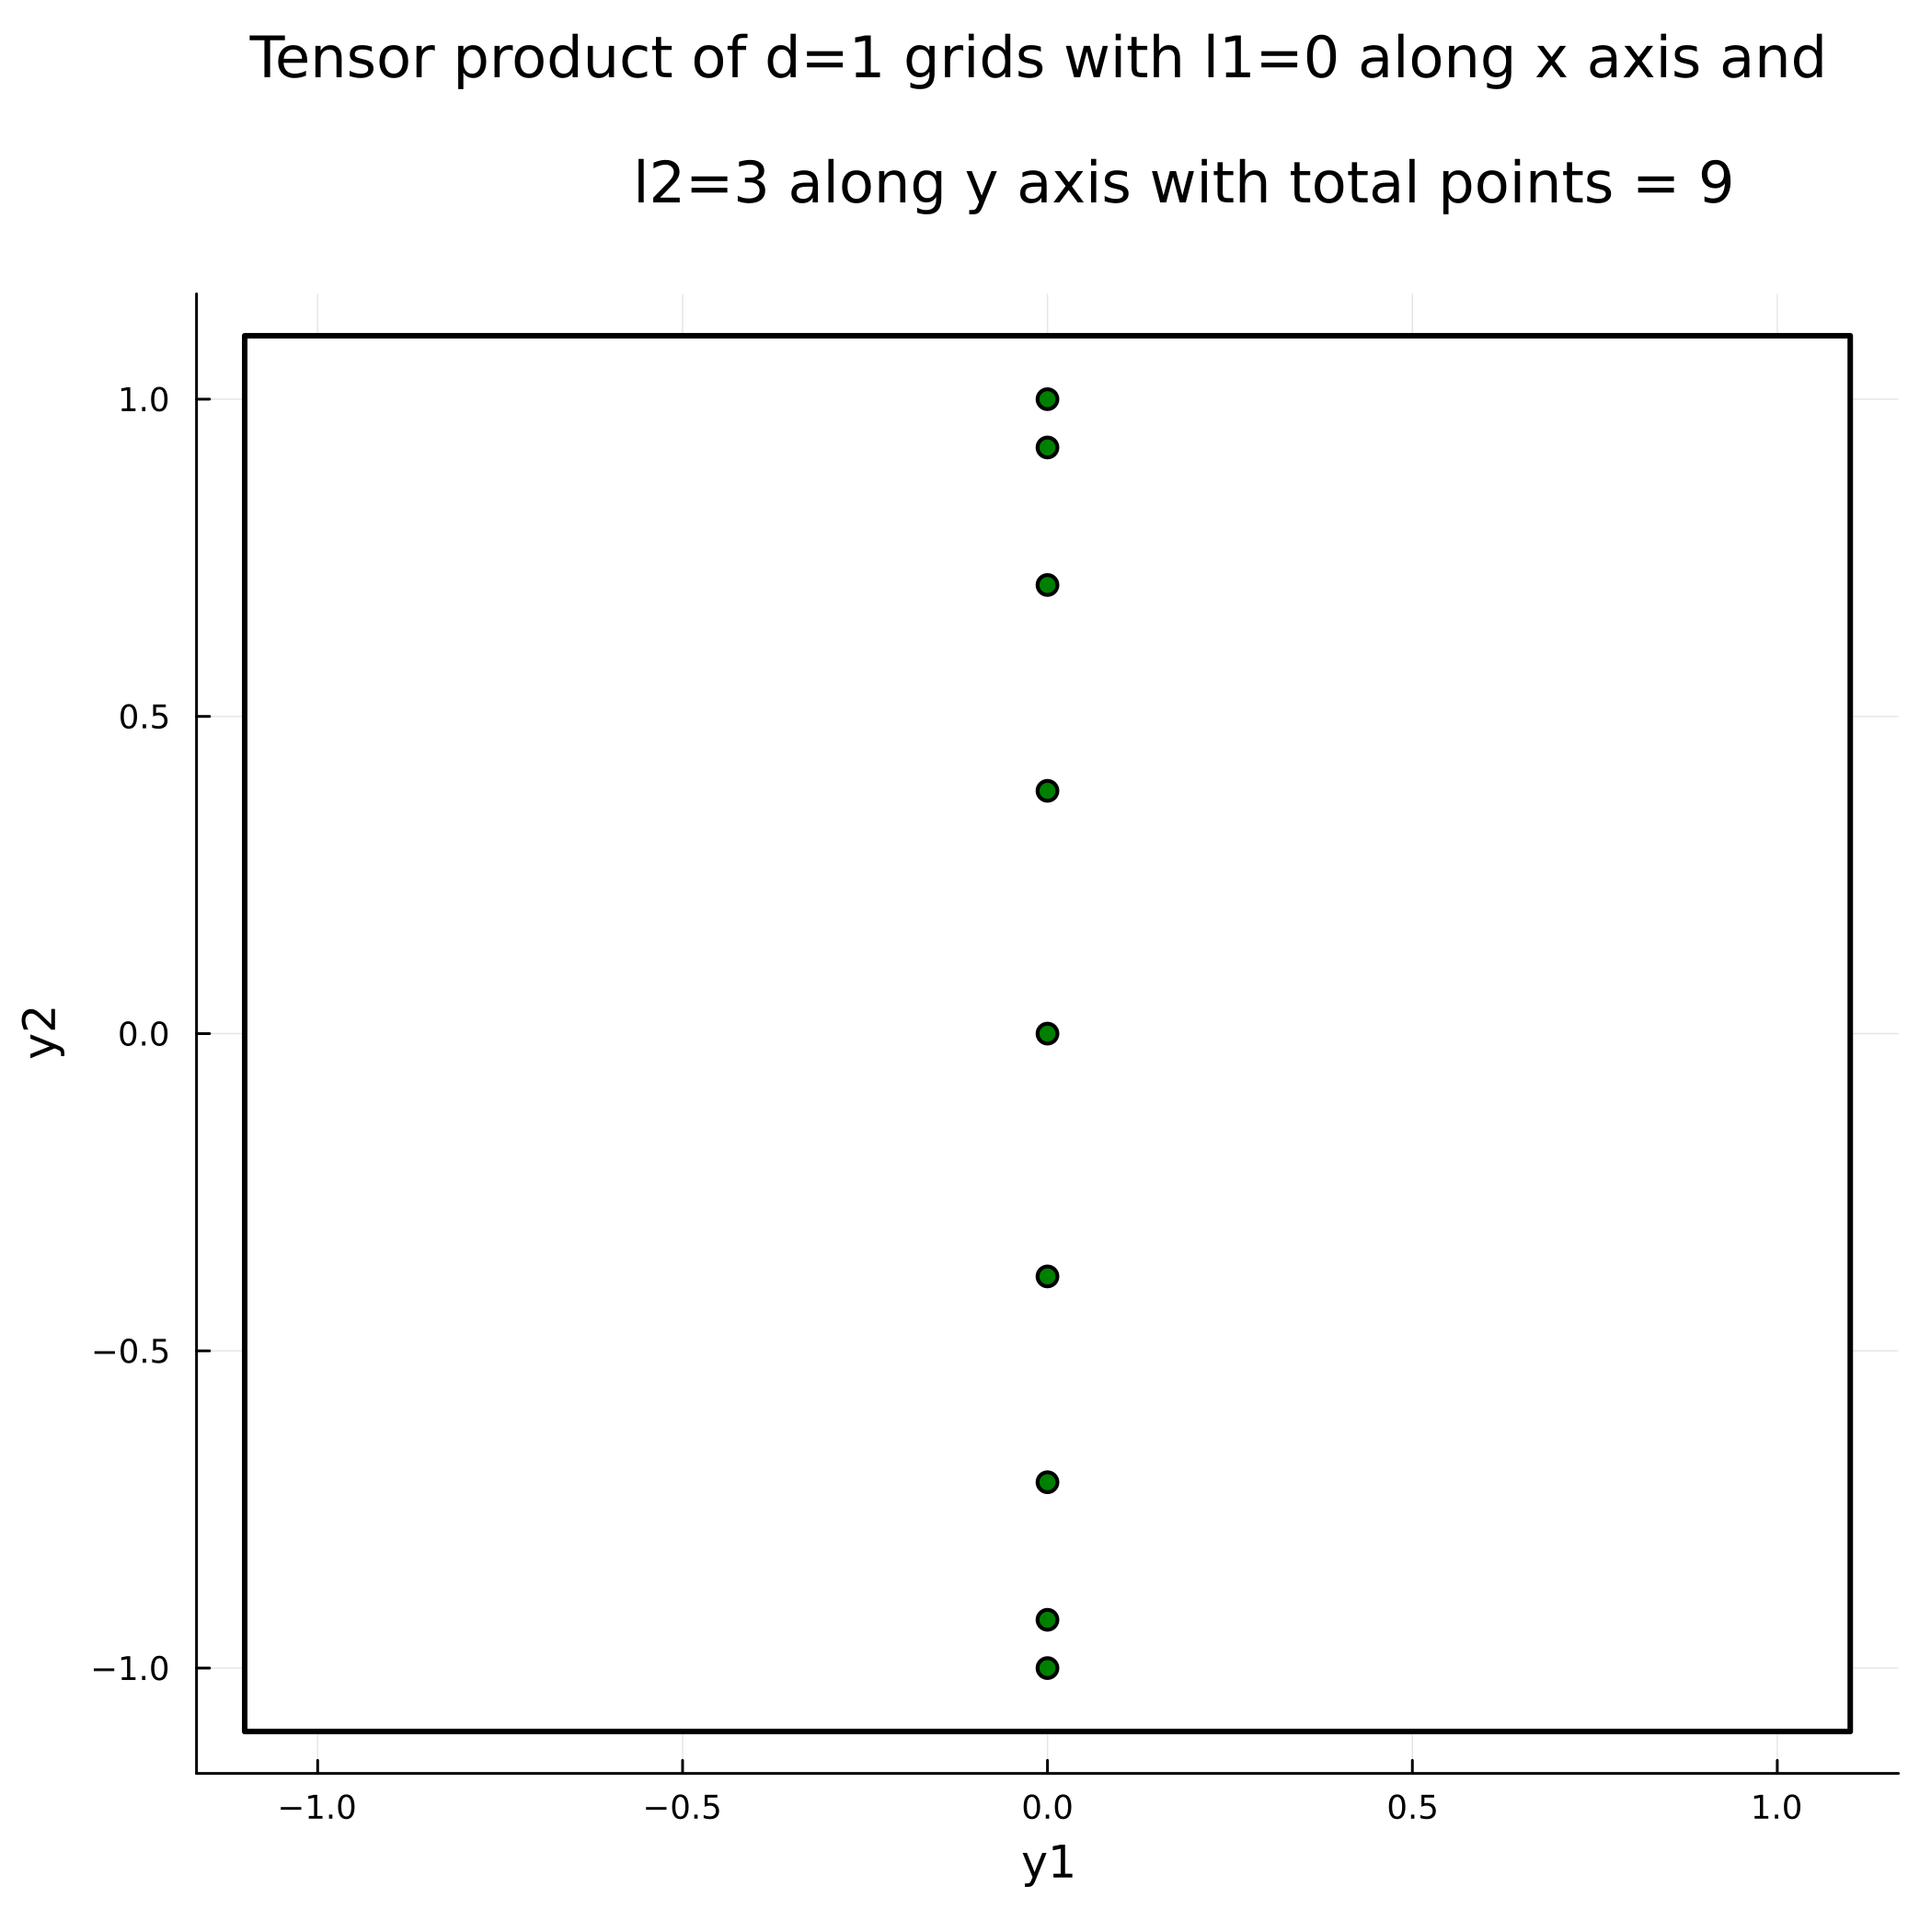 Tensor product of d=1 grids with l1=0 along x axis and
l2=3 along y axis with total points = 9
1.0
0.5
0.0
−0.5
−1.0
y2
−1.0 −0.5 0.0 0.5 1.0
y1